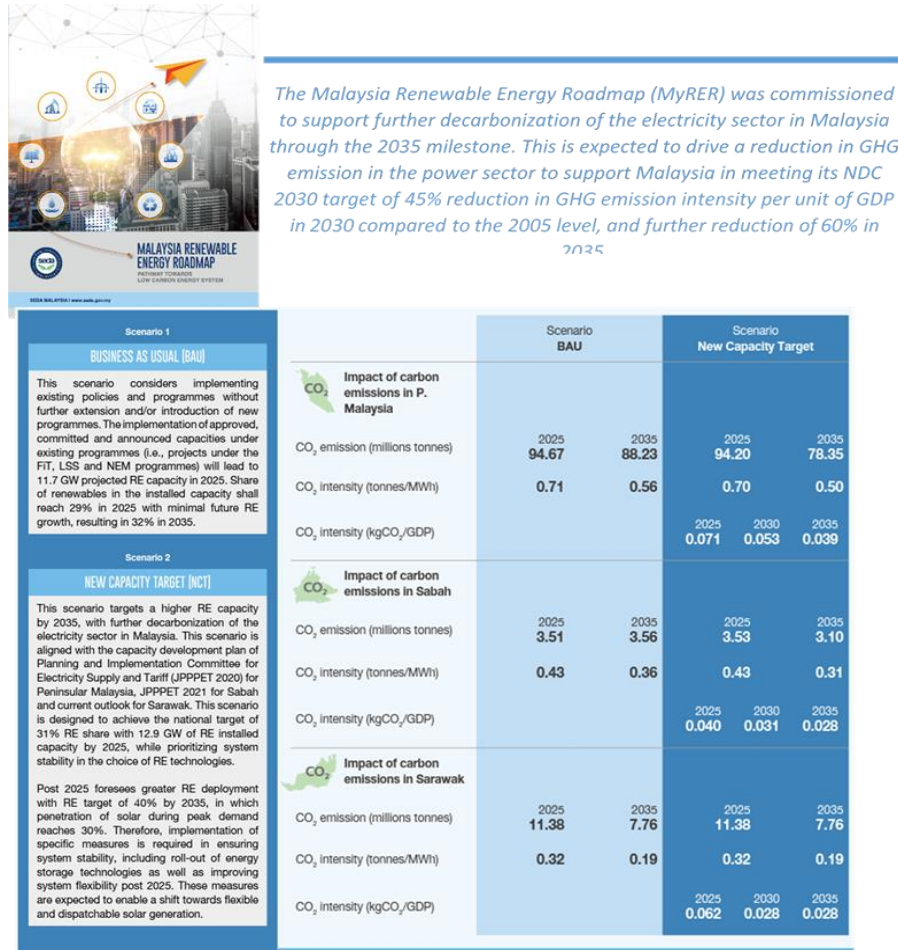 The Malaysia Renewable Energy Roadmap (MyRER) was commissioned
to support further decarbonization of the electricity sector in Malaysia
through the 2035 milestone. This is expected to drive a reduction in GHG
emission in the power sector to support Malaysia in meeting its NDC
2030 target of 45% reduction in GHG emission intensity per unit of GDP
in 2030 compared to the 2005 level, and further reduction of 60% in
2035
seda
MALAYSIA RENEWABLE
ENERGY ROADMAP
PATHWAY TOWARDS
LOW CARBON ENERGY SYSTEM
SEDA MALAYSIA | www.seda.gov.my
Scenario 1
BUSINESS AS USUAL (BAU)
This scenario considers implementing
existing policies and programmes without
further extension and/or introduction of new
programmes. The implementation of approved,
committed and announced capacities under
existing programmes (i.e., projects under the
FiT, LSS and NEM programmes) will lead to
11.7 GW projected RE capacity in 2025. Share
of renewables in the installed capacity shall
reach 29% in 2025 with minimal future RE
growth, resulting in 32% in 2035.
Scenario 2
NEW CAPACITY TARGET (NCT)
This scenario targets a higher RE capacity
by 2035, with further decarbonization of the
electricity sector in Malaysia. This scenario is
aligned with the capacity development plan of
Planning and Implementation Committee for
Electricity Supply and Tariff (JPPPET 2020) for
Peninsular Malaysia, JPPPET 2021 for Sabah
and current outlook for Sarawak. This scenario
is designed to achieve the national target of
31% RE share with 12.9 GW of RE installed
capacity by 2025, while prioritizing system
stability in the choice of RE technologies.
Post 2025 foresees greater RE deployment
with RE target of 40% by 2035, in which
penetration of solar during peak demand
reaches 30%. Therefore, implementation of
specific measures is required in ensuring
system stability, including roll-out of energy
storage technologies as well as improving
system flexibility post 2025. These measures
are expected to enable a shift towards flexible
and dispatchable solar generation.
Scenario Scenario
BAU New Capacity Target
CO₂ Impact of carbon
emissions in P.
Malaysia
2025 2035 2025 2035
CO₂ emission (millions tonnes) 94.67 88.23 94.20 78.35
CO₂ intensity (tonnes/MWh) 0.71 0.56 0.70 0.50
2025 2030 2035
CO₂ intensity (kgCO₂/GDP) 0.071 0.053 0.039
CO₂ Impact of carbon
emissions in Sabah
2025 2035 2025 2035
CO₂ emission (millions tonnes) 3.51 3.56 3.53 3.10
CO₂ intensity (tonnes/MWh) 0.43 0.36 0.43 0.31
2025 2030 2035
CO₂ intensity (kgCO₂/GDP) 0.040 0.031 0.028
CO₂ Impact of carbon
emissions in Sarawak
2025 2035 2025 2035
CO₂ emission (millions tonnes) 11.38 7.76 11.38 7.76
CO₂ intensity (tonnes/MWh) 0.32 0.19 0.32 0.19
2025 2030 2035
CO₂ intensity (kgCO₂/GDP) 0.062 0.028 0.028